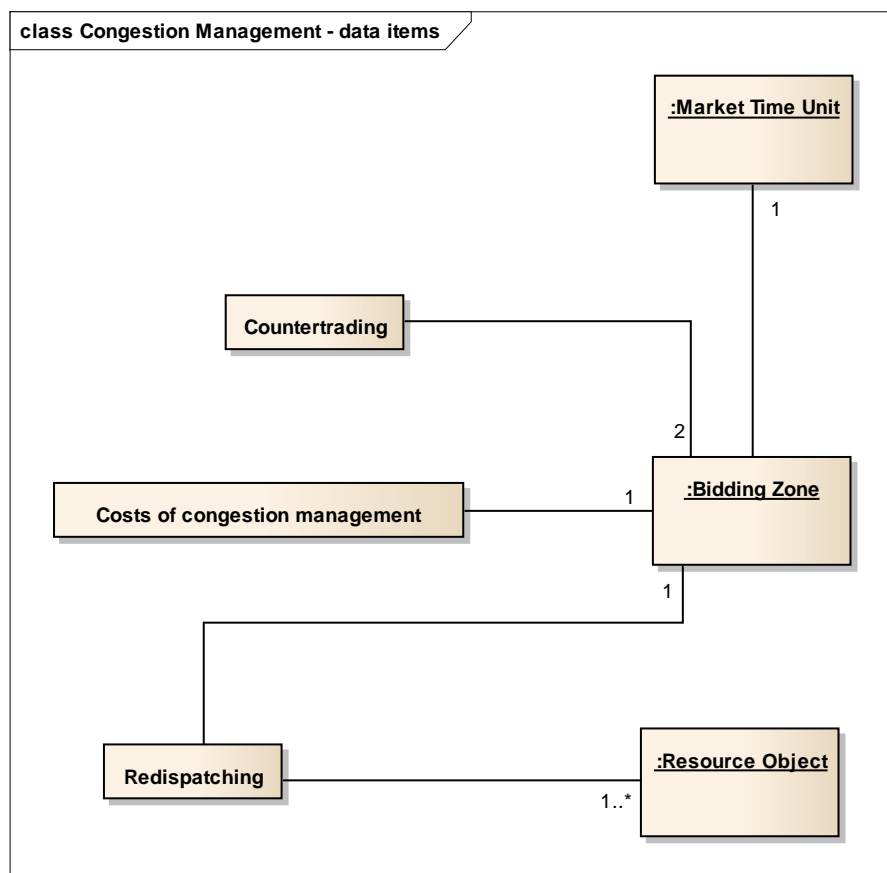 class Congestion Management - data items
:Market Time Unit
1
Countertrading
2
:Bidding Zone
1
Costs of congestion management
1
Redispatching
:Resource Object
1..*